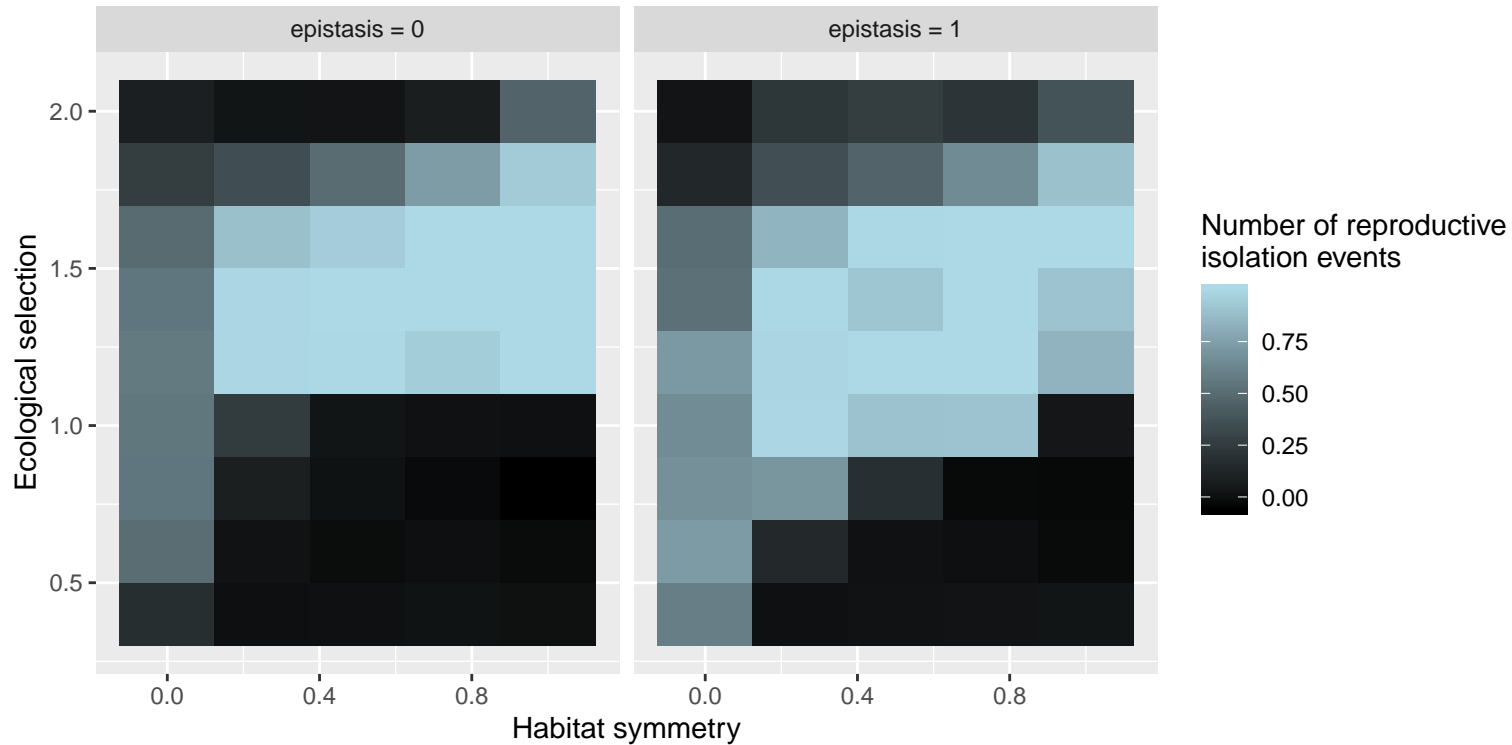 epistasis = 0
epistasis = 1
2.0
1.5
1.0
0.5
Ecological selection
0.0
0.4
0.8
0.0
0.4
0.8
Habitat symmetry
Number of reproductive
isolation events
0.75
0.50
0.25
0.00